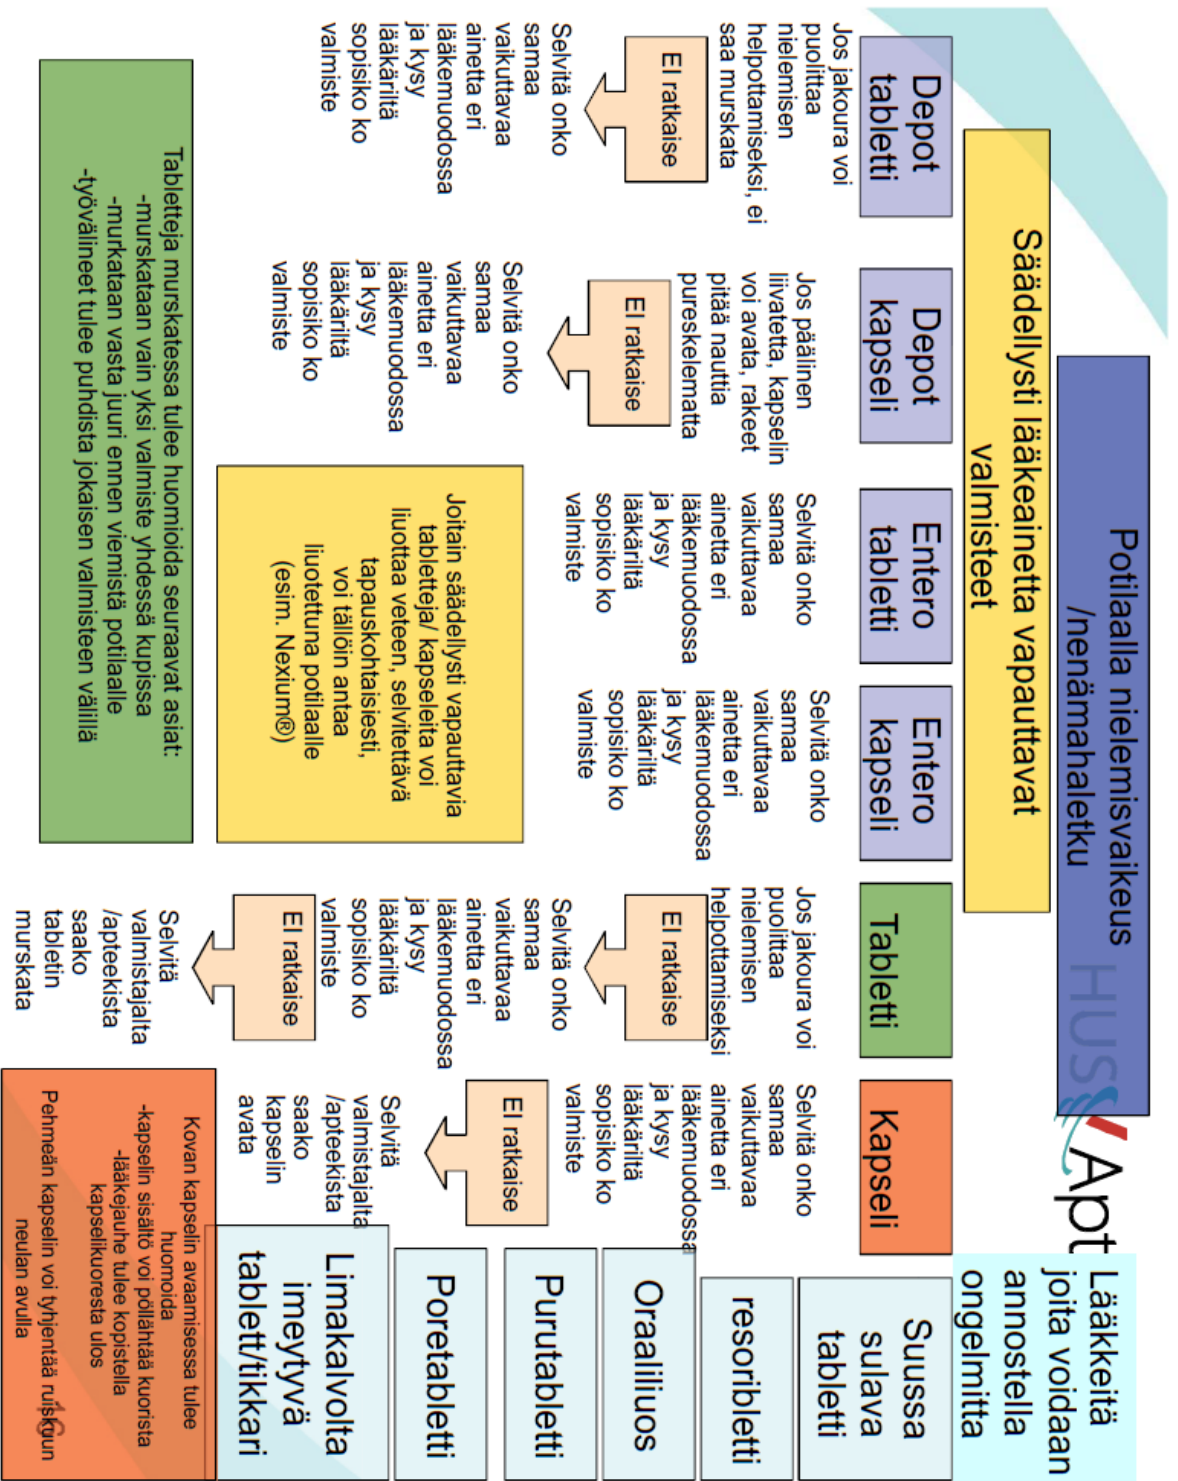 Potilaalla nielemisvaikeus
/nenämahaletku
HUS
Apt
Säädellysti lääkeainetta vapauttavat
valmisteet
Depot
tabletti
Jos jakoura voi
puolittaa
nielemisen
helpottamiseksi, ei
saa murskata
EI ratkaise
Selvitä onko
samaa
vaikuttavaa
ainetta eri
lääkemuodossa
ja kysy
lääkäriltä
sopisiko ko
valmiste
Depot
kapseli
Jos päälinen
liivatetta, kapselin
voi avata, rakeet
pitää nauttia
pureskelematta
EI ratkaise
Selvitä onko
samaa
vaikuttavaa
ainetta eri
lääkemuodossa
ja kysy
lääkäriltä
sopisiko ko
valmiste
Entero
tabletti
Selvitä onko
samaa
vaikuttavaa
ainetta eri
lääkemuodossa
ja kysy
lääkäriltä
sopisiko ko
valmiste
Entero
kapseli
Selvitä onko
samaa
vaikuttavaa
ainetta eri
lääkemuodossa
ja kysy
lääkäriltä
sopisiko ko
valmiste
Joitain säädellysti vapauttavia
tabletteja/ kapseleita voi
liuottaa veteen, selvitettävä
tapauskohtaisiesti,
voi tällöin antaa
liuotettuna potilaalle
(esim. Nexium®)
Tabletti
Jos jakoura voi
puolittaa
nielemisen
helpottamiseksi
EI ratkaise
Selvitä onko
samaa
vaikuttavaa
ainetta eri
lääkemuodossa
ja kysy
lääkäriltä
sopisiko ko
valmiste
EI ratkaise
Selvitä
valmistajalta
/apteekista
saako
tabletin
murskata
Kapseli
Selvitä onko
samaa
vaikuttavaa
ainetta eri
lääkemuodossa
ja kysy
lääkäriltä
sopisiko ko
valmiste
EI ratkaise
Selvitä
valmistajalta
/apteekista
saako
kapselin
avata
Lääkkeitä
joita voidaan
annostella
ongelmitta
Suussa
sulava
tabletti
resoribletti
Oraaliliuos
Purutabletti
Poretabletti
Limakalvolta
imeytyvä
tablett/tikkari
Tabletteja murskatessa tulee huomioida seuraavat asiat:
-murskataan vain yksi valmiste yhdessä kupissa
-murkataan vasta juuri ennen viemistä potilaalle
-työvälineet tulee puhdista jokaisen valmisteen välillä
Kovan kapselin avaamisessa tulee
huomoida
-kapselin sisältö voi pöllähtää kuorista
-lääkejauhe tulee kopistella
kapselikuoresta ulos
Pehmeän kapselin voi tyhjentää ruiskuun
neulan avulla
16